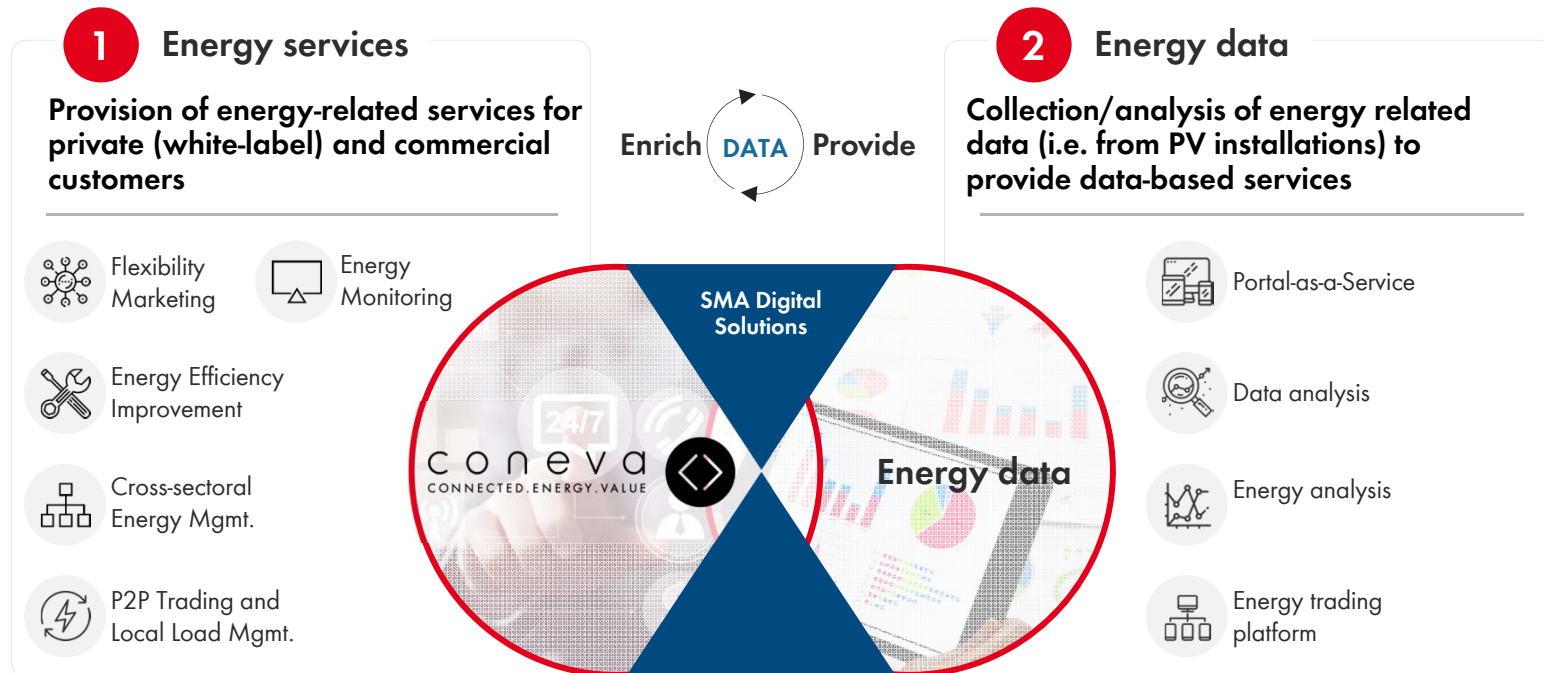 1
Energy services
Provision of energy-related services for
private (white-label) and commercial
customers
Flexibility
Marketing
Energy
Monitoring
Energy Efficiency
Improvement
Cross-sectoral
Energy Mgmt.
P2P Trading and
Local Load Mgmt.
Enrich
DATA
Provide
SMA Digital
Solutions
24/7
coneva
CONNECTED.ENERGY.VALUE
Energy data
2
Energy data
Collection/analysis of energy related
data (i.e. from PV installations) to
provide data-based services
Portal-as-a-Service
Data analysis
Energy analysis
Energy trading
platform